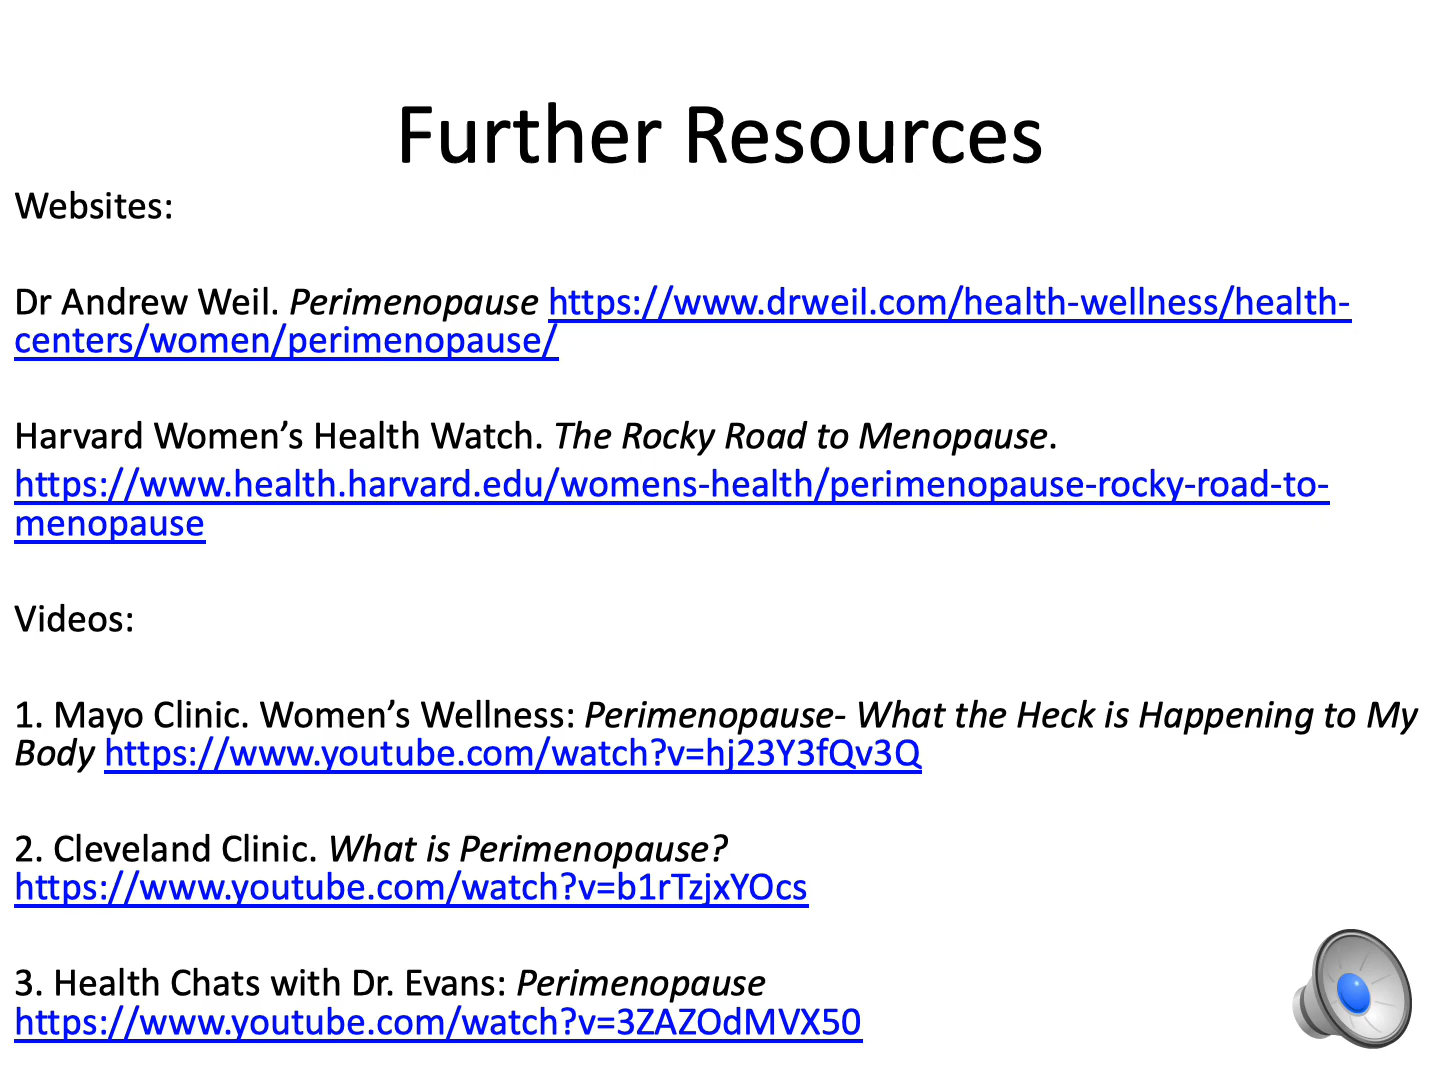 Further Resources
Websites:
Dr Andrew Weil. Perimenopause https://www.drweil.com/health-wellness/health-
centers/women/perimenopause/
Harvard Women’s Health Watch. The Rocky Road to Menopause.
https://www.health.harvard.edu/womens-health/perimenopause-rocky-road-to-
menopause
Videos:
1. Mayo Clinic. Women’s Wellness: Perimenopause- What the Heck is Happening to My
Body https://www.youtube.com/watch?v=hj23Y3fQv3Q
2. Cleveland Clinic. What is Perimenopause?
https://www.youtube.com/watch?v=b1rTzjxYOcs
3. Health Chats with Dr. Evans: Perimenopause
https://www.youtube.com/watch?v=3ZAZOdMVX50